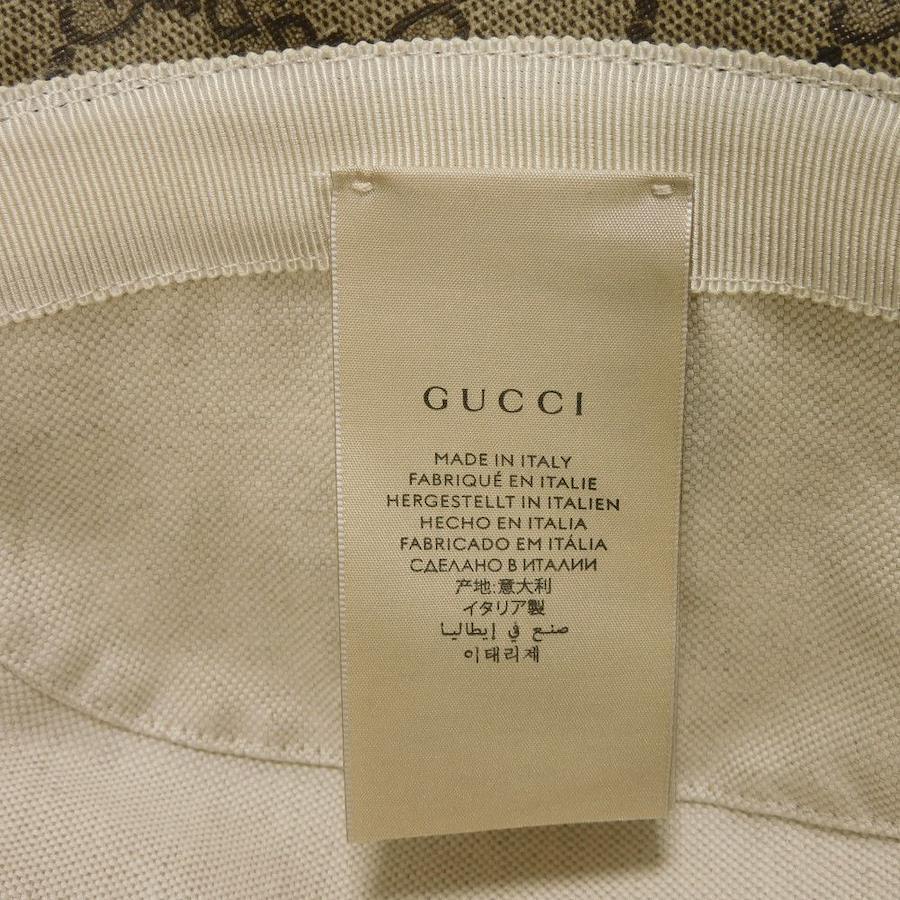 GUCCI
MADE IN ITALY
FABRIQUÉ EN ITALIE
HERGESTELLT IN ITALIEN
HECHO EN ITALIA
FABRICADO EM ITÁLIA
СДЕЛАНО В ИТАЛИИ
产地:意大利
イタリア製
صنع في إيطاليا
이태리제